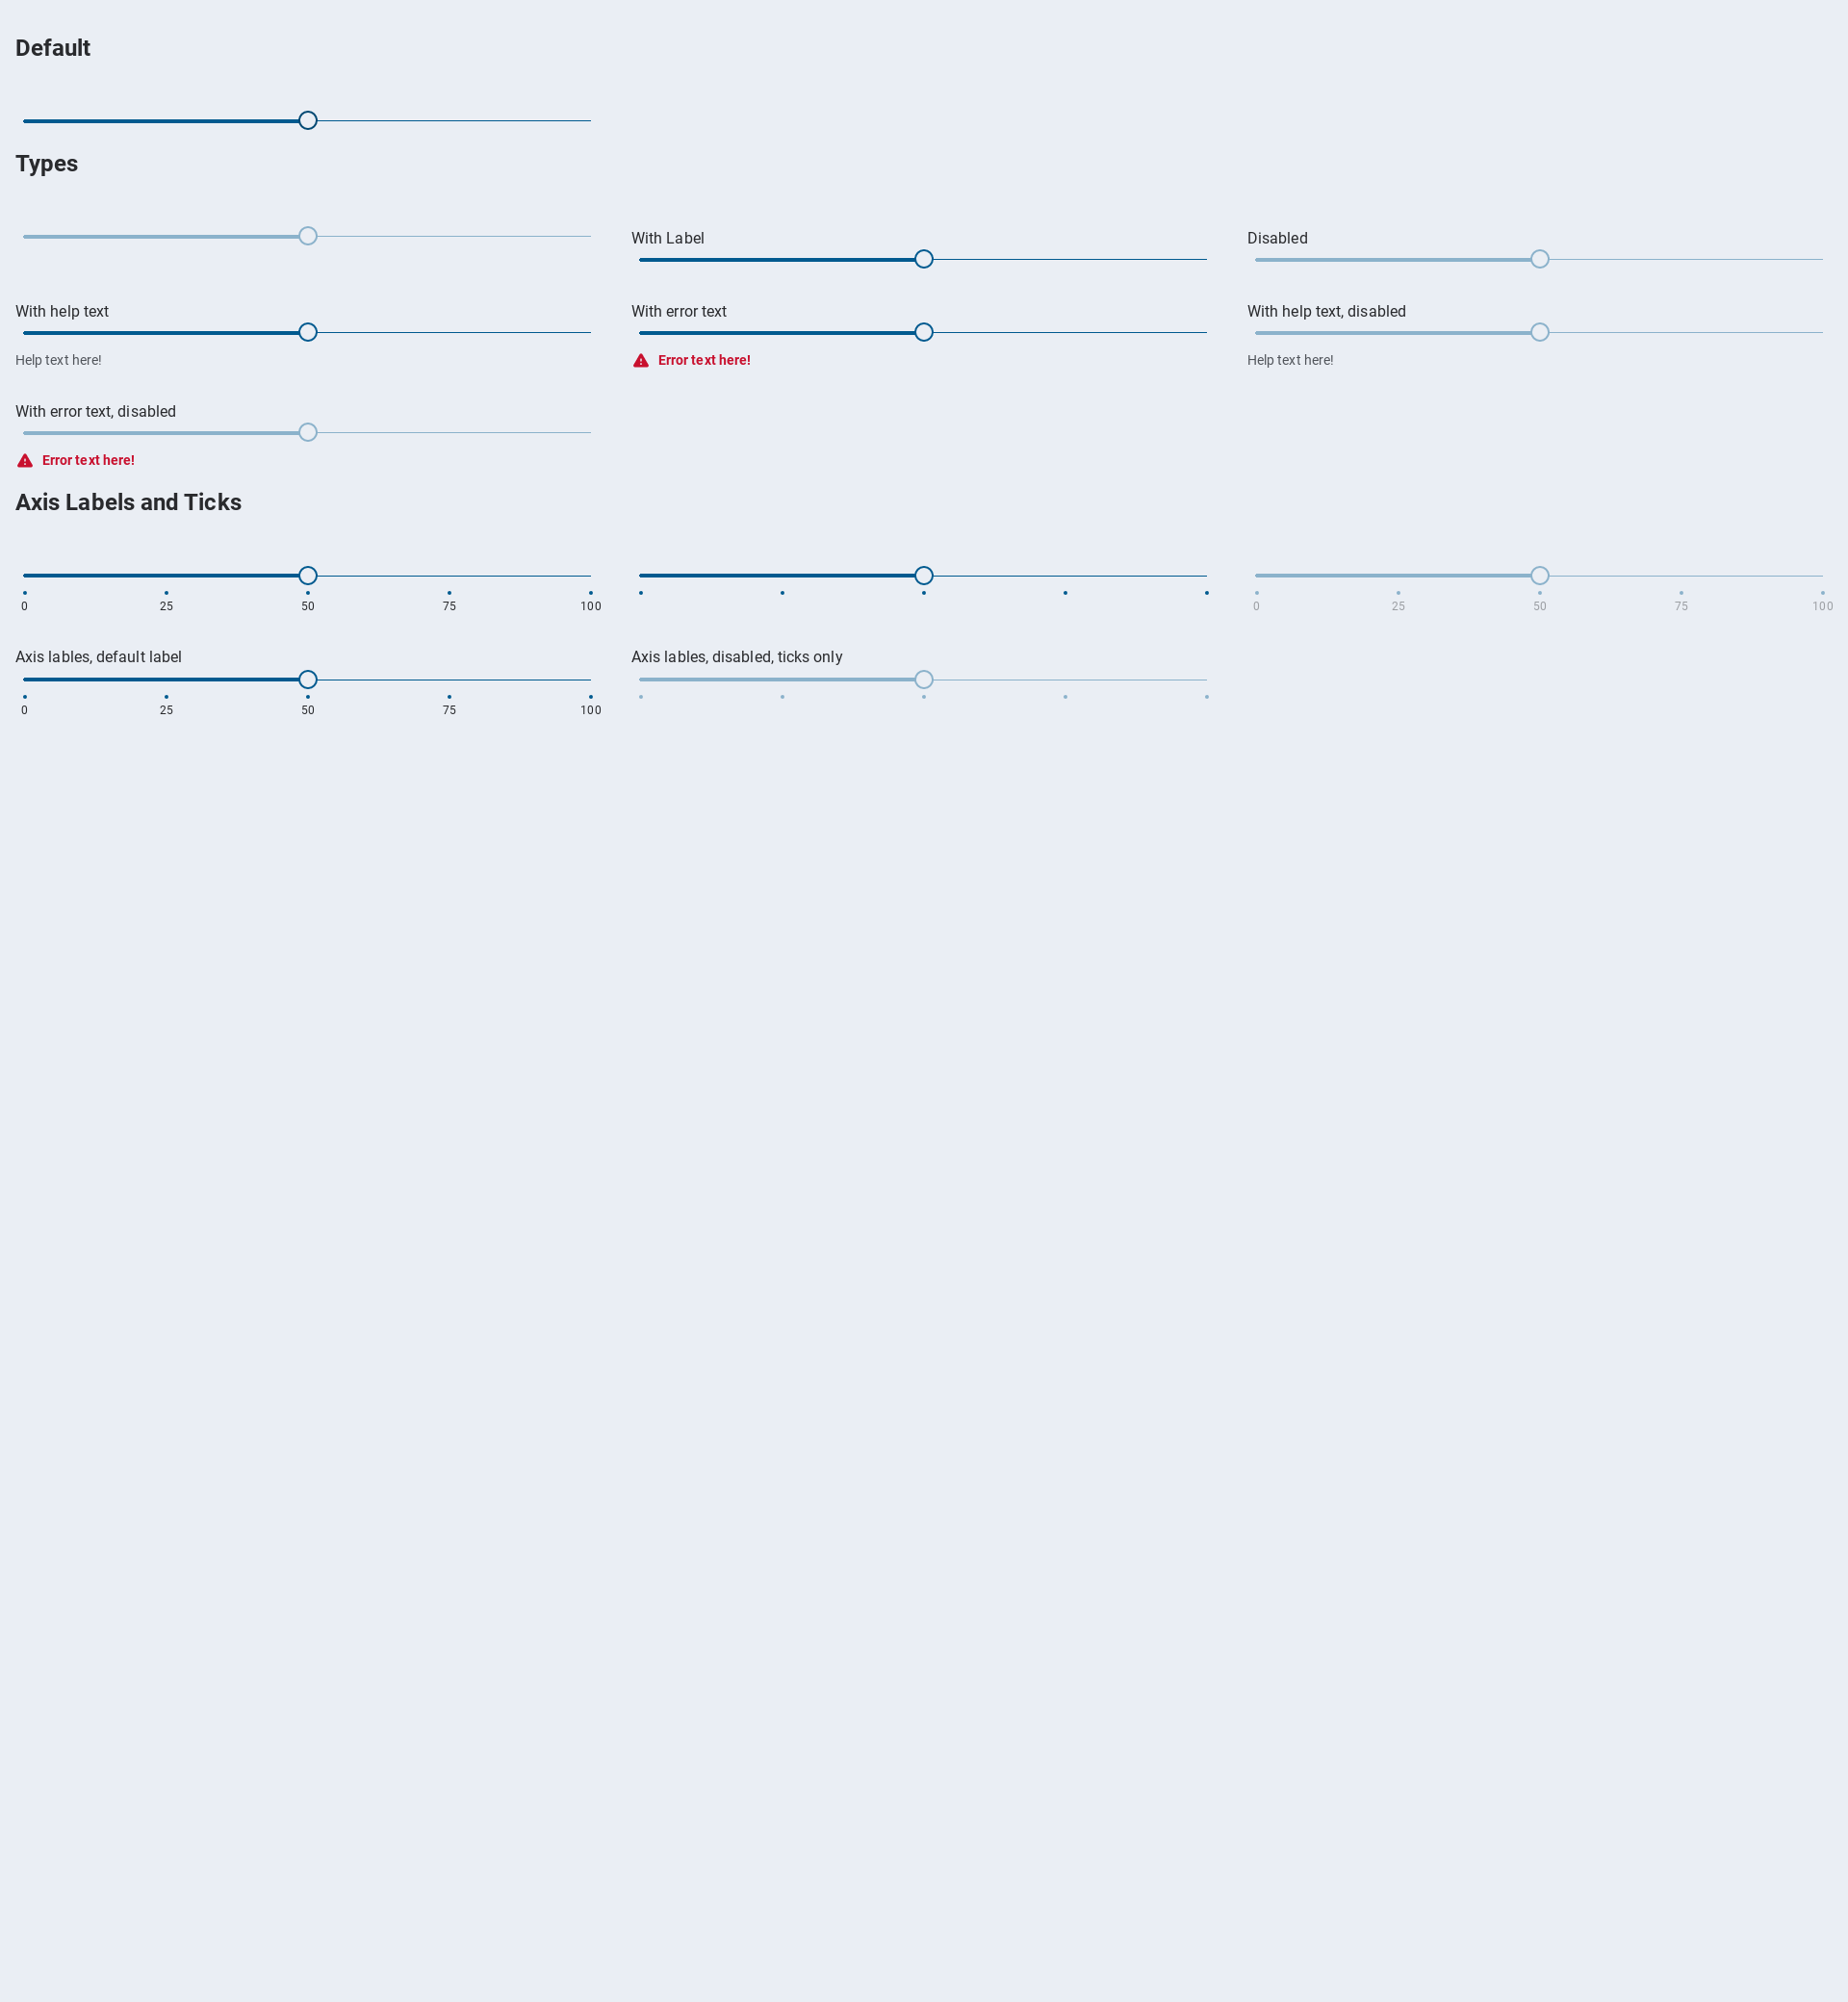 Default
Types
With Label
Disabled
With help text
With error text
With help text, disabled
Help text here!
Error text here!
Help text here!
With error text, disabled
Error text here!
Axis Labels and Ticks
0 25 50 75 100
0 25 50 75 100
Axis lables, default label
Axis lables, disabled, ticks only
0 25 50 75 100